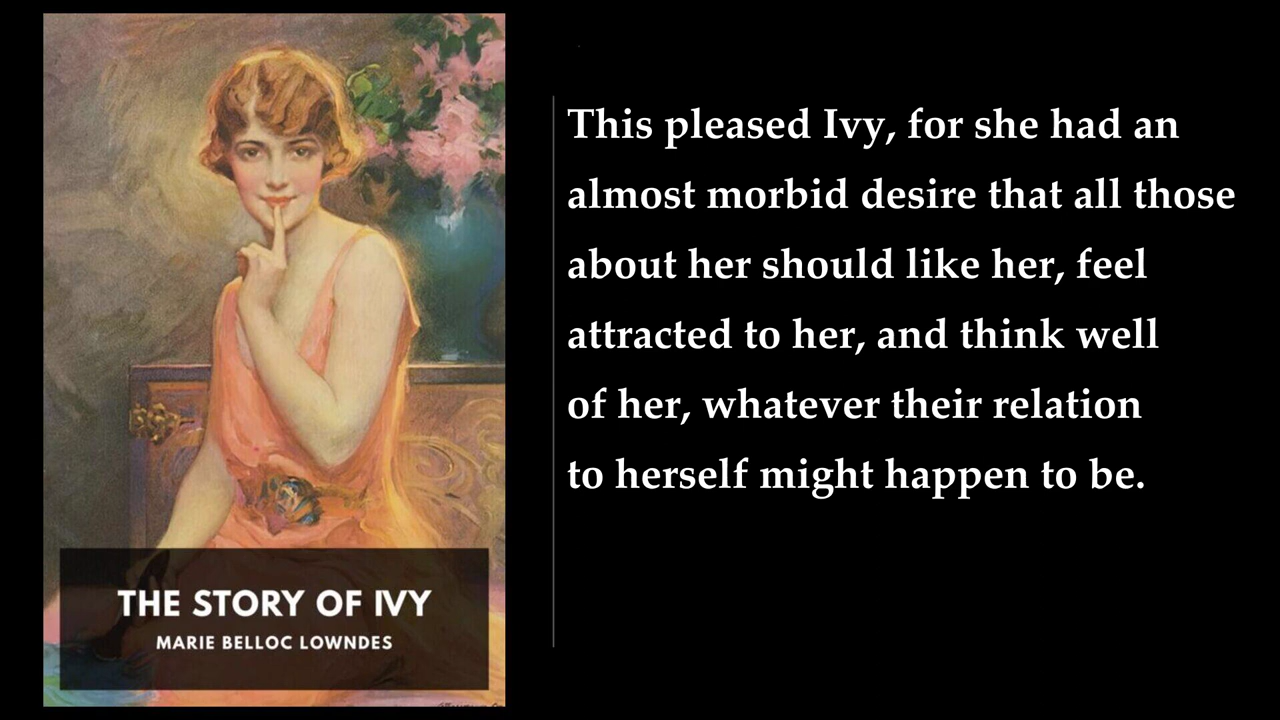 THE STORY OF IVY
MARIE BELLOC LOWNDES
This pleased Ivy, for she had an
almost morbid desire that all those
about her should like her, feel
attracted to her, and think well
of her, whatever their relation
to herself might happen to be.